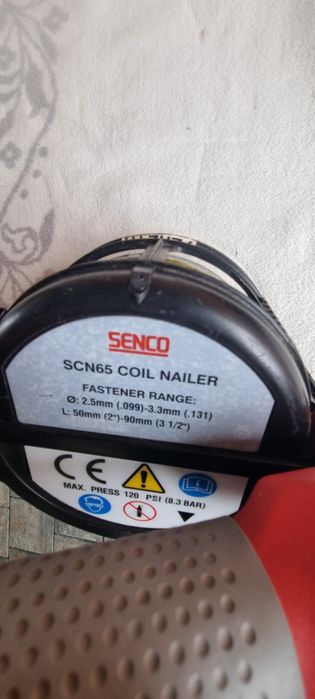 SENCO
SCN65 COIL NAILER
FASTENER RANGE:
Ø: 2.5mm (.099)-3.3mm (.131)
L: 50mm (2")-90mm (3 1/2")
CE
MAX. PRESS 120 PSI (8.3 BAR)